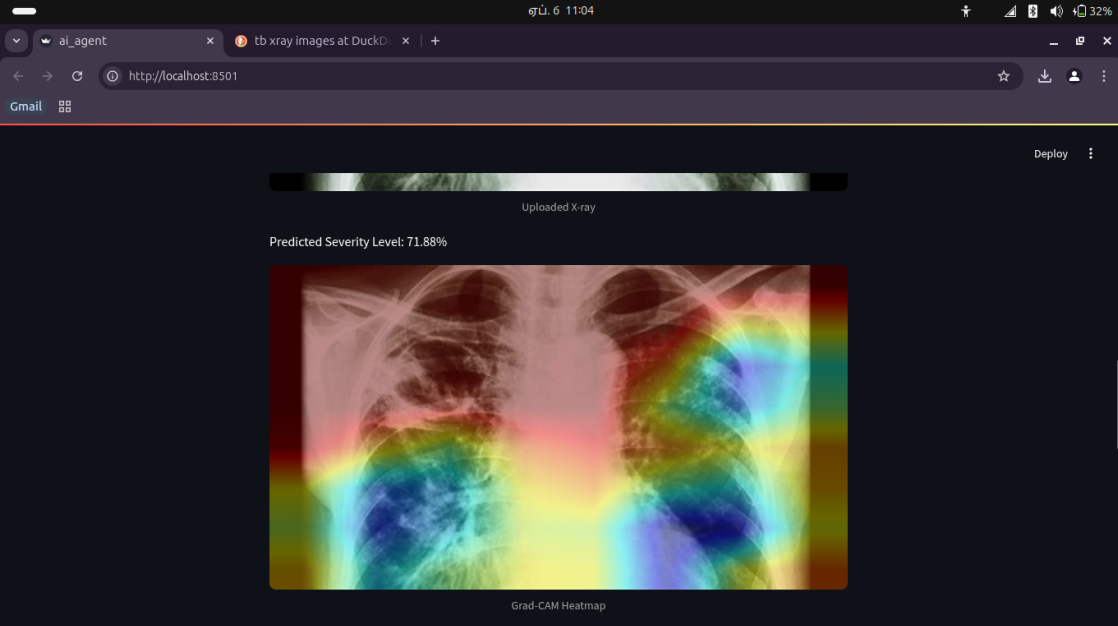 ஏப். 6 11:04
32%
ai_agent
tb xray images at DuckD
http://localhost:8501
Gmail
Deploy
Uploaded X-ray
Predicted Severity Level: 71.88%
Grad-CAM Heatmap